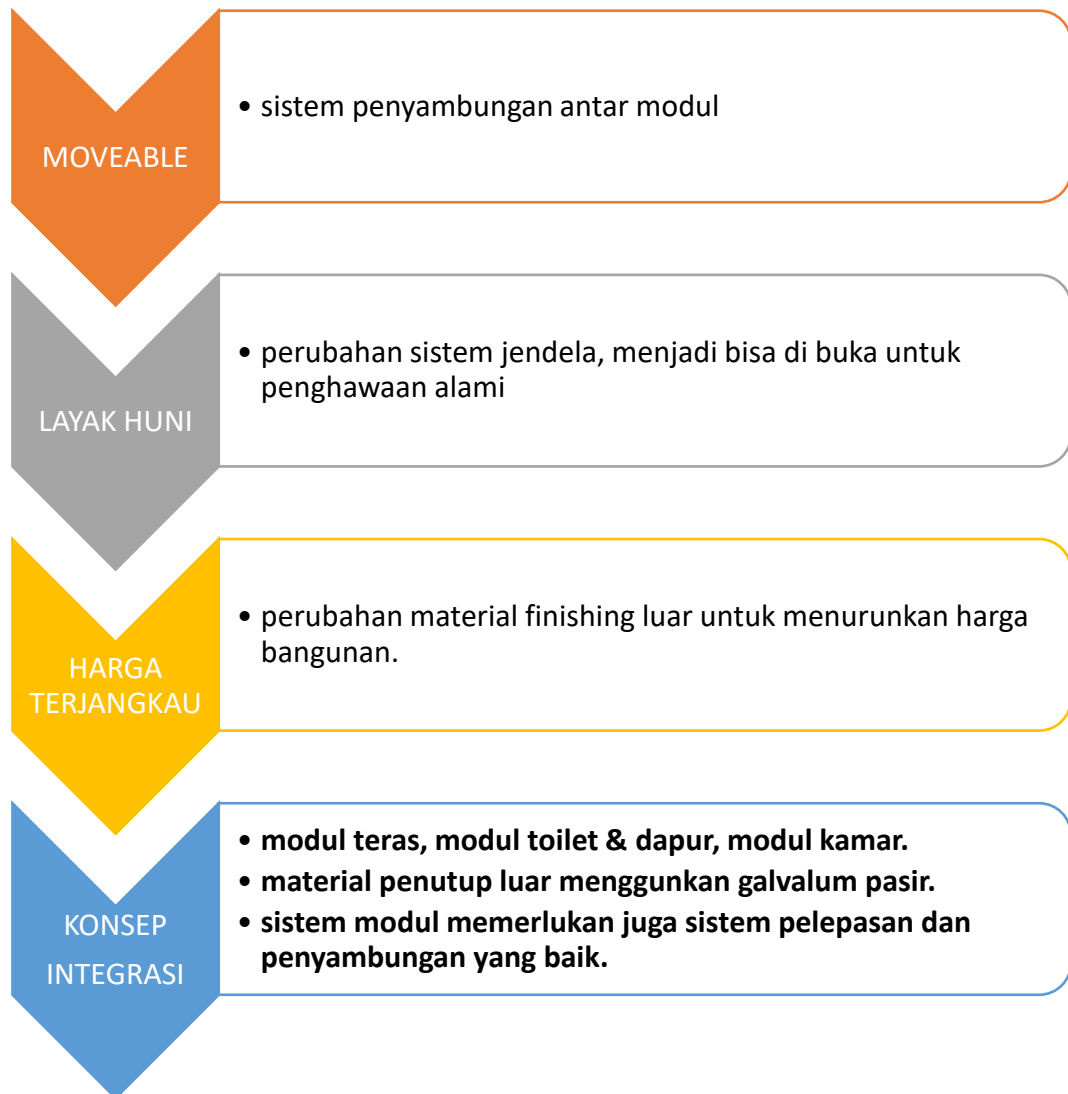 MOVEABLE
• sistem penyambungan antar modul
LAYAK HUNI
• perubahan sistem jendela, menjadi bisa di buka untuk
penghawaan alami
HARGA
TERJANGKAU
• perubahan material finishing luar untuk menurunkan harga
bangunan.
KONSEP
INTEGRASI
• modul teras, modul toilet & dapur, modul kamar.
• material penutup luar menggunkan galvalum pasir.
• sistem modul memerlukan juga sistem pelepasan dan
penyambungan yang baik.